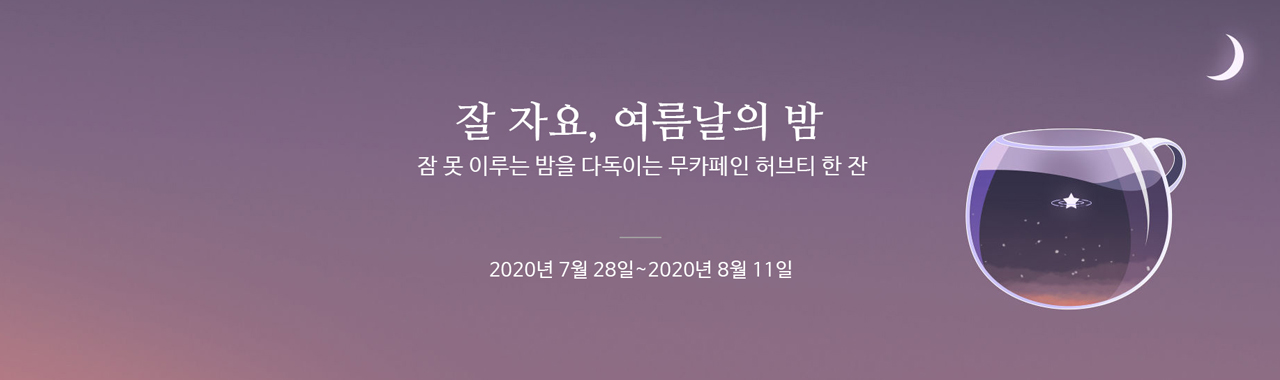 잘 자요, 여름날의 밤
잠 못 이루는 밤을 다독이는 무카페인 허브티 한 잔
2020년 7월 28일~2020년 8월 11일